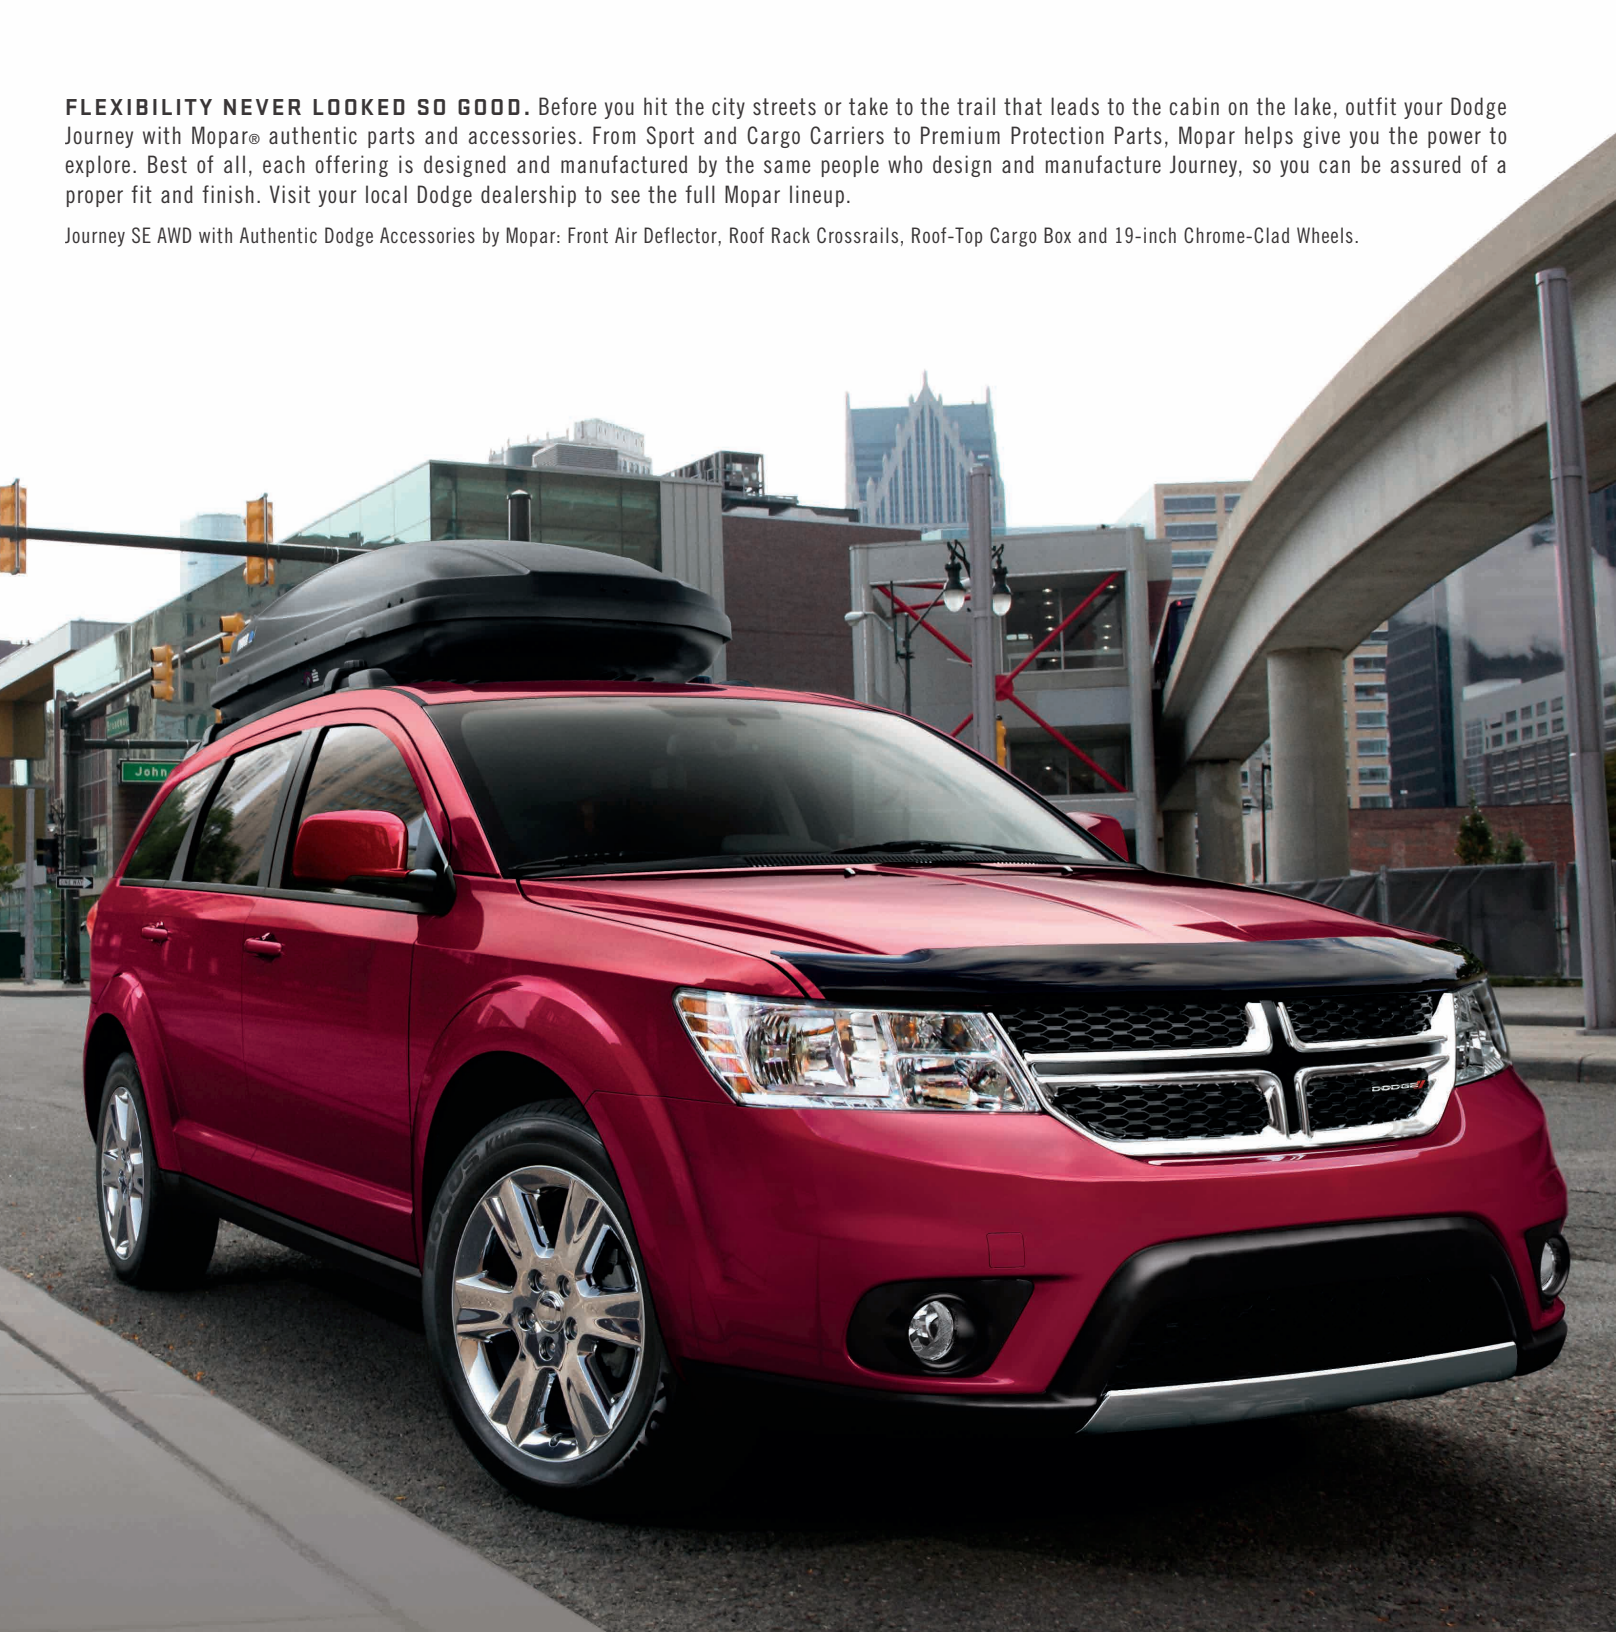 FLEXIBILITY NEVER LOOKED SO GOOD. Before you hit the city streets or take to the trail that leads to the cabin on the lake, outfit your Dodge
Journey with Mopar® authentic parts and accessories. From Sport and Cargo Carriers to Premium Protection Parts, Mopar helps give you the power to
explore. Best of all, each offering is designed and manufactured by the same people who design and manufacture Journey, so you can be assured of a
proper fit and finish. Visit your local Dodge dealership to see the full Mopar lineup.
Journey SE AWD with Authentic Dodge Accessories by Mopar: Front Air Deflector, Roof Rack Crossrails, Roof-Top Cargo Box and 19-inch Chrome-Clad Wheels.
Broadway
John
ONE WAY
DODGE